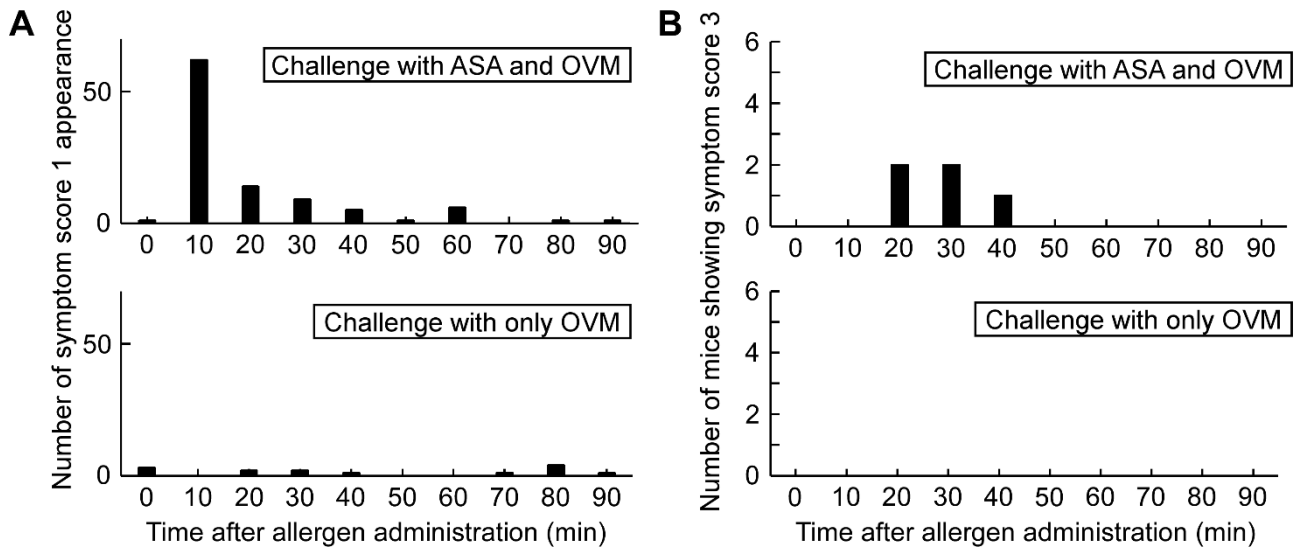 A
Number of symptom score 1 appearance
Challenge with ASA and OVM
50
0
0 10 20 30 40 50 60 70 80 90
Challenge with only OVM
50
0
0 10 20 30 40 50 60 70 80 90
Time after allergen administration (min)
B
Number of mice showing symptom score 3
Challenge with ASA and OVM
6
4
2
0
0 10 20 30 40 50 60 70 80 90
Challenge with only OVM
6
4
2
0
0 10 20 30 40 50 60 70 80 90
Time after allergen administration (min)